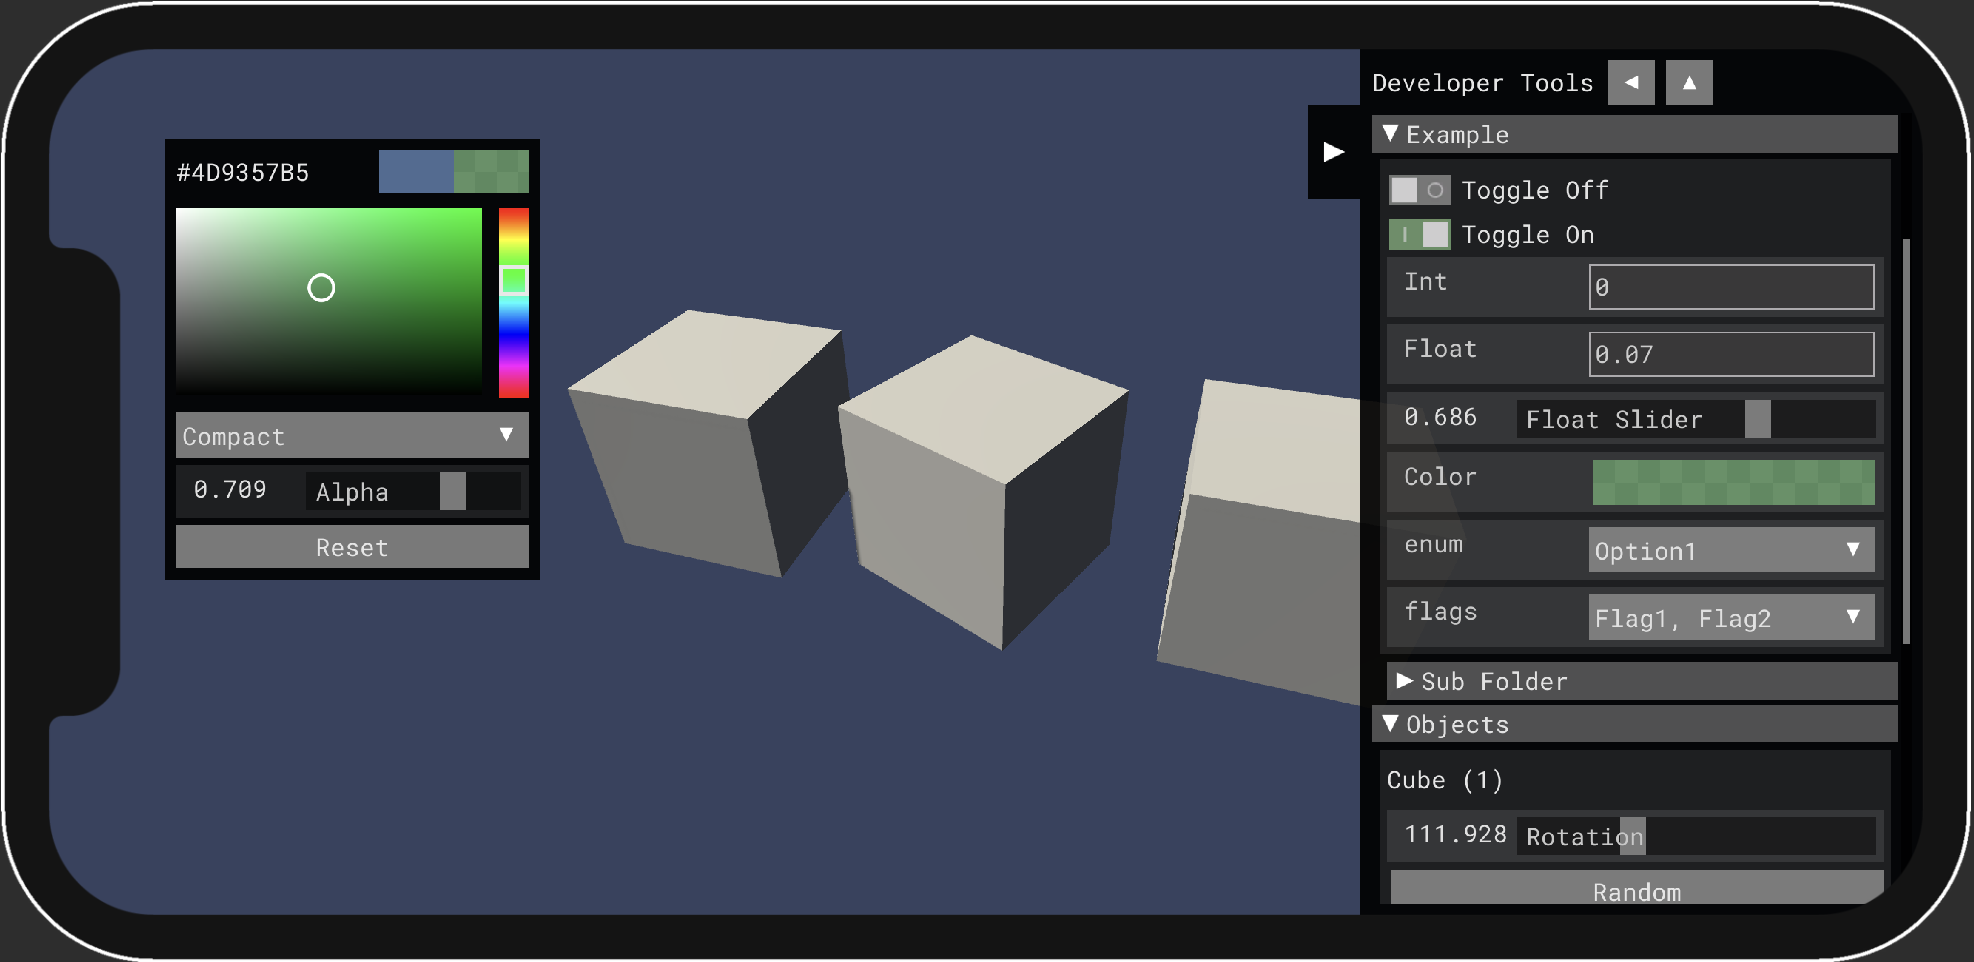 #4D9357B5
Compact
0.709 Alpha
Reset
Developer Tools
Example
Toggle Off
Toggle On
Int 0
Float 0.07
0.686 Float Slider
Color
enum Option1
flags Flag1, Flag2
Sub Folder
Objects
Cube (1)
111.928 Rotation
Random